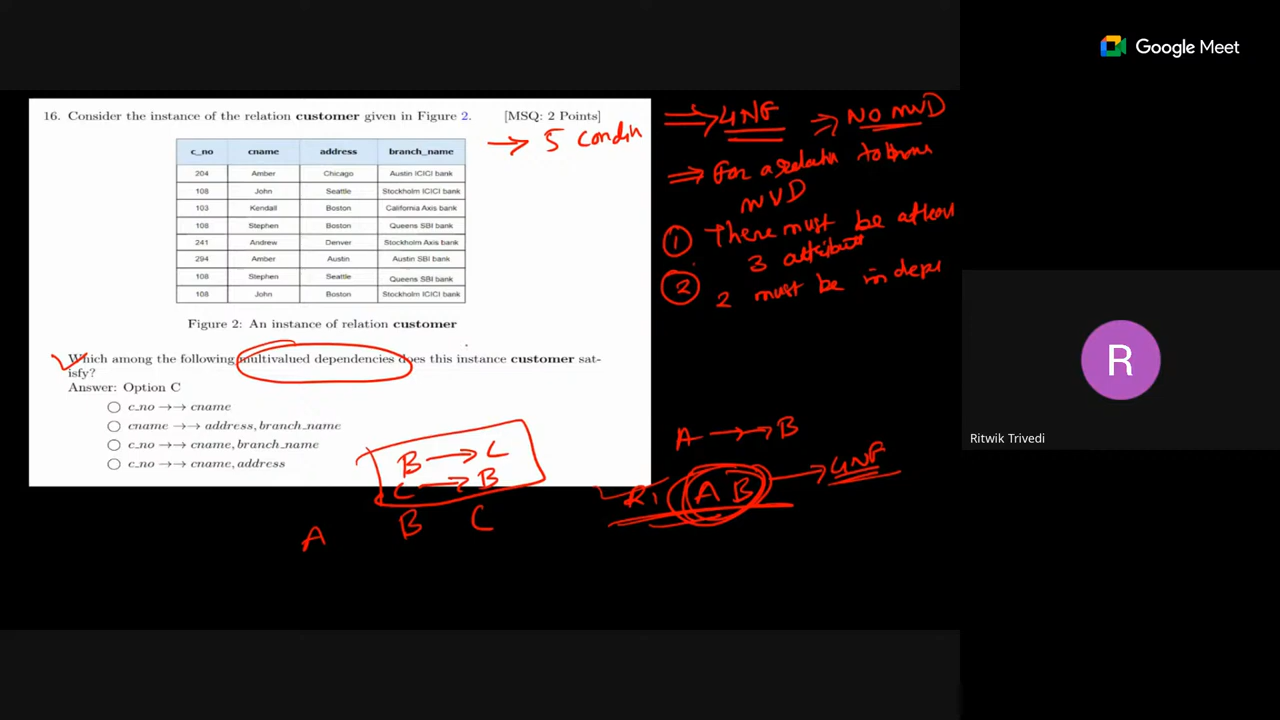 Google Meet
16. Consider the instance of the relation customer given in Figure 2. [MSQ: 2 Points]
→ 5 condin
c_no cname address branch_name
204 Amber Chicago Austin ICICI bank
108 John Seattle Stockholm ICICI bank
103 Kendall Boston California Axis bank
108 Stephen Boston Queens SBI bank
241 Andrew Denver Stockholm Axis bank
294 Amber Austin Austin SBI bank
108 Stephen Seattle Queens SBI bank
108 John Boston Stockholm ICICI bank
Figure 2: An instance of relation customer
Which among the following multivalued dependencies does this instance customer sat-
isfy?
Answer: Option C
c_no →→ cname
cname →→ address, branch_name
c_no →→ cname, branch_name
c_no →→ cname, address
B →→ C
C →→ B
A B C
⇒ 4NF ⇒ NO MVD
⇒ For a relation to
MVD
① There must be
3
② 2 must be in depe
A →→ B
R1 (A B) → 4NF
R
Ritwik Trivedi